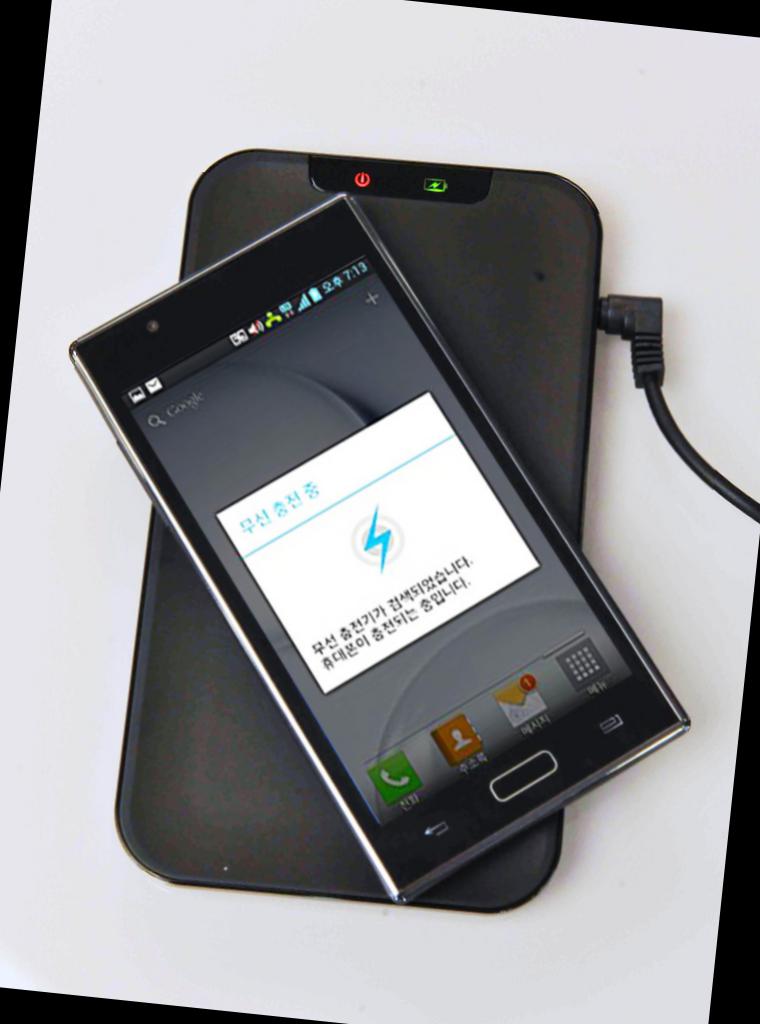 오후 7:13
Google
무선 충전 중
무선 충전기가 검색되었습니다.
휴대폰이 충전되는 중입니다.
1
전화
주소록
메시지
메뉴